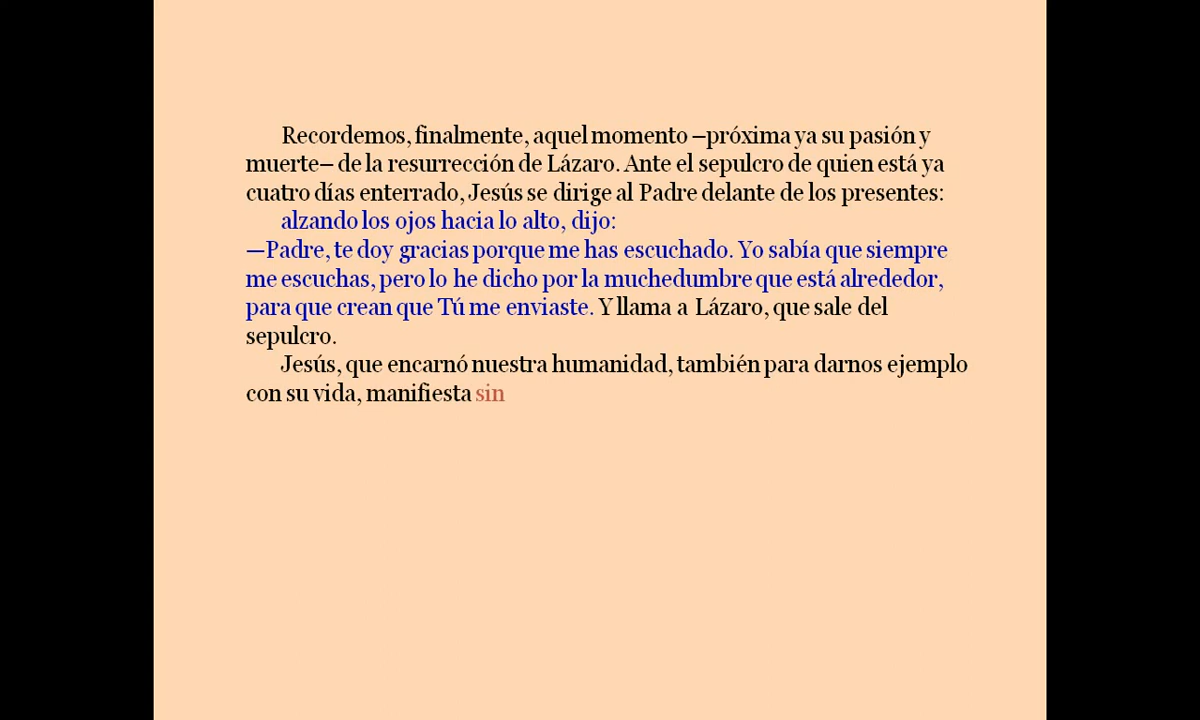 Recordemos, finalmente, aquel momento –próxima ya su pasión y
muerte– de la resurrección de Lázaro. Ante el sepulcro de quien está ya
cuatro días enterrado, Jesús se dirige al Padre delante de los presentes:
alzando los ojos hacia lo alto, dijo:
—Padre, te doy gracias porque me has escuchado. Yo sabía que siempre
me escuchas, pero lo he dicho por la muchedumbre que está alrededor,
para que crean que Tú me enviaste. Y llama a Lázaro, que sale del
sepulcro.
Jesús, que encarnó nuestra humanidad, también para darnos ejemplo
con su vida, manifiesta sin